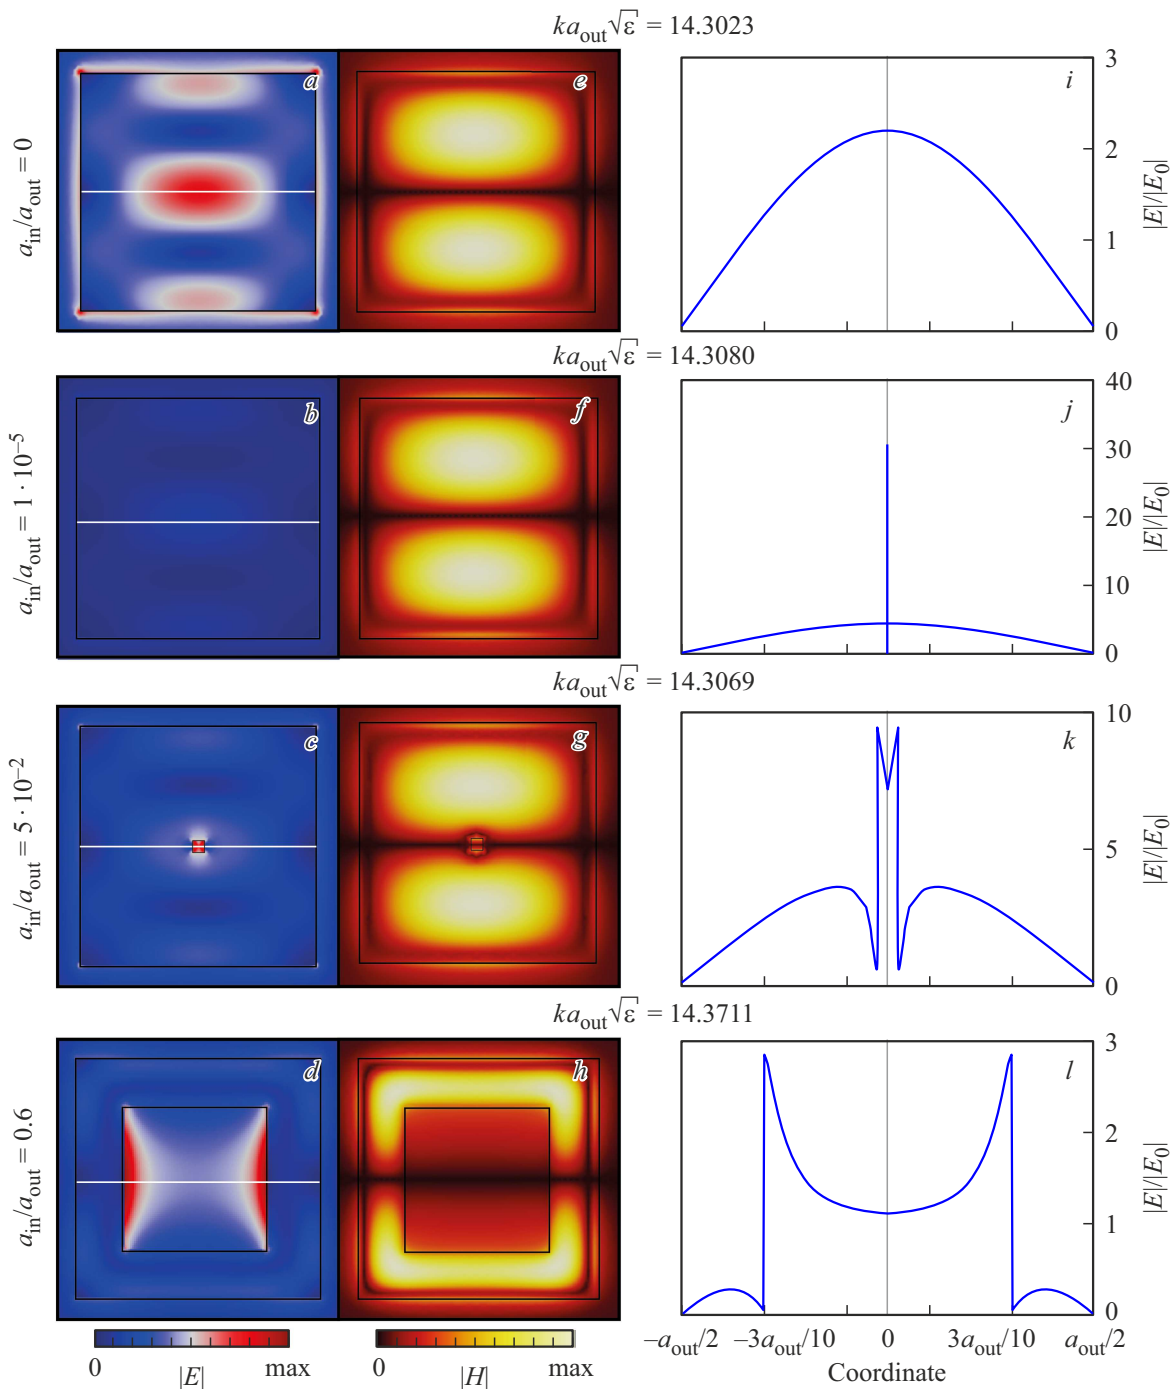 ka_out√ε = 14.3023
a_in/a_out = 0
a
e
i
3
2
1
0
|E|/|E_0|
ka_out√ε = 14.3080
a_in/a_out = 1 · 10^−5
b
f
j
40
30
20
10
0
|E|/|E_0|
ka_out√ε = 14.3069
a_in/a_out = 5 · 10^−2
c
g
k
10
5
0
|E|/|E_0|
ka_out√ε = 14.3711
a_in/a_out = 0.6
d
h
l
3
2
1
0
|E|/|E_0|
−a_out/2 −3a_out/10 0 3a_out/10 a_out/2
Coordinate
0 |E| max
0 |H| max